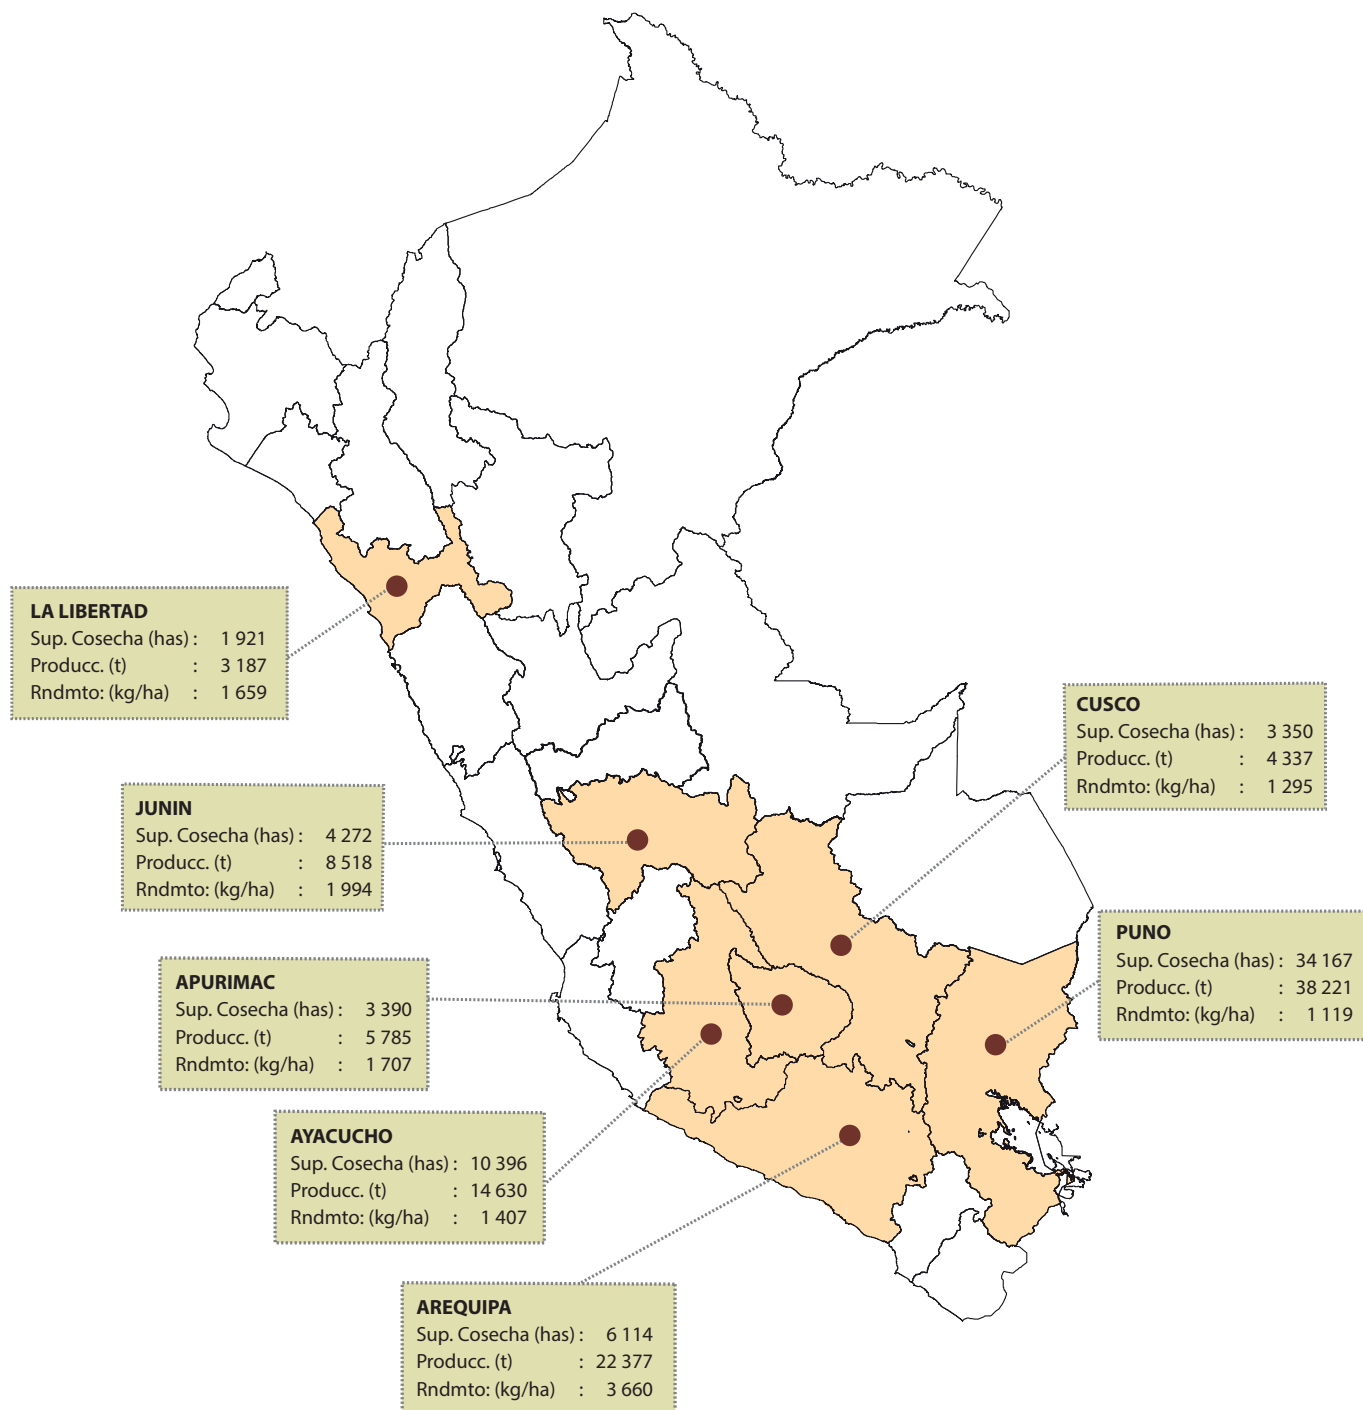 LA LIBERTAD
Sup. Cosecha (has) : 1 921
Producc. (t) : 3 187
Rndmto: (kg/ha) : 1 659
CUSCO
Sup. Cosecha (has) : 3 350
Producc. (t) : 4 337
Rndmto: (kg/ha) : 1 295
JUNIN
Sup. Cosecha (has) : 4 272
Producc. (t) : 8 518
Rndmto: (kg/ha) : 1 994
PUNO
Sup. Cosecha (has) : 34 167
Producc. (t) : 38 221
Rndmto: (kg/ha) : 1 119
APURIMAC
Sup. Cosecha (has) : 3 390
Producc. (t) : 5 785
Rndmto: (kg/ha) : 1 707
AYACUCHO
Sup. Cosecha (has) : 10 396
Producc. (t) : 14 630
Rndmto: (kg/ha) : 1 407
AREQUIPA
Sup. Cosecha (has) : 6 114
Producc. (t) : 22 377
Rndmto: (kg/ha) : 3 660